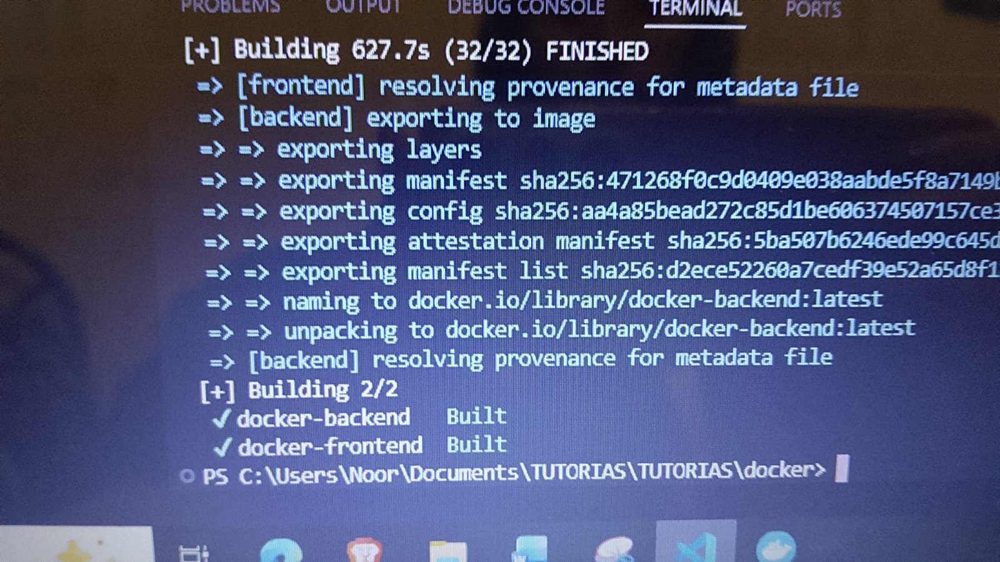 PROBLEMS OUTPUT DEBUG CONSOLE TERMINAL PORTS
[+] Building 627.7s (32/32) FINISHED
=> [frontend] resolving provenance for metadata file
=> [backend] exporting to image
=> => exporting layers
=> => exporting manifest sha256:471268f0c9d0409e038aabde5f8a7149b
=> => exporting config sha256:aa4a85bead272c85d1be606374507157ce3
=> => exporting attestation manifest sha256:5ba507b6246ede99c645d
=> => exporting manifest list sha256:d2ece52260a7cedf39e52a65d8f1
=> => naming to docker.io/library/docker-backend:latest
=> => unpacking to docker.io/library/docker-backend:latest
=> [backend] resolving provenance for metadata file
[+] Building 2/2
✓ docker-backend Built
✓ docker-frontend Built
PS C:\Users\Noor\Documents\TUTORIAS\TUTORIAS\docker>